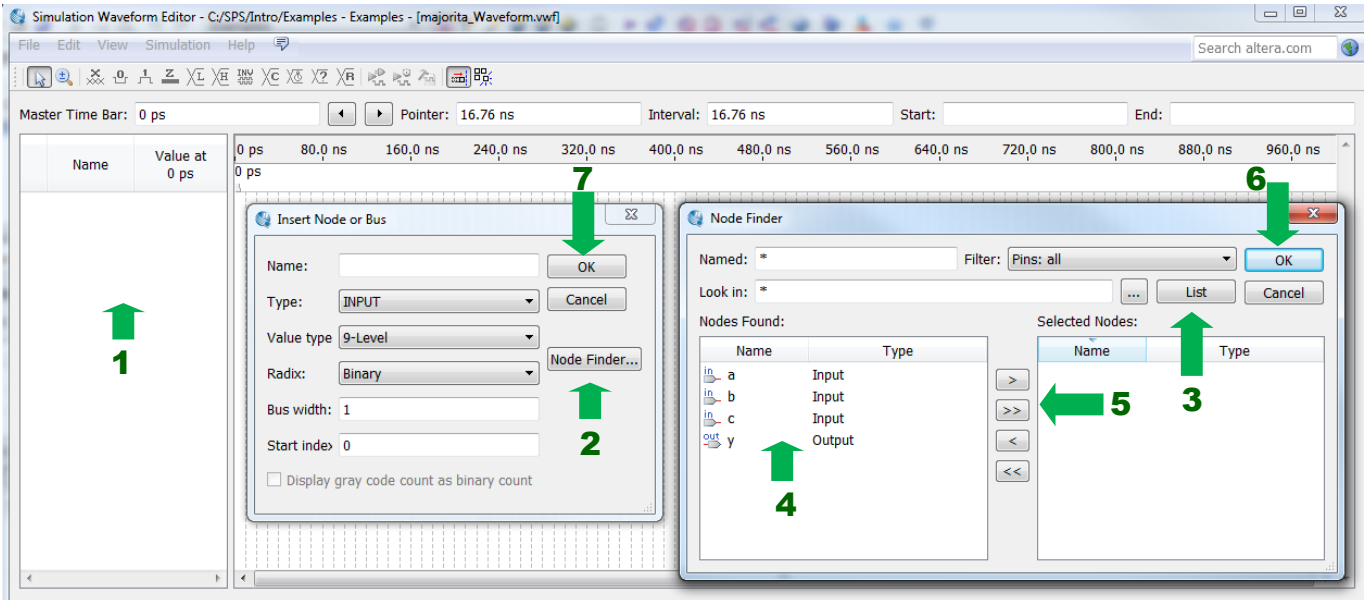 Simulation Waveform Editor - C:/SPS/Intro/Examples - Examples - [majorita_Waveform.vwf]
File Edit View Simulation Help
Search altera.com
Master Time Bar: 0 ps Pointer: 16.76 ns Interval: 16.76 ns Start: End:
Name Value at 0 ps
0 ps 80.0 ns 160.0 ns 240.0 ns 320.0 ns 400.0 ns 480.0 ns 560.0 ns 640.0 ns 720.0 ns 800.0 ns 880.0 ns 960.0 ns
0 ps
1
Insert Node or Bus
7
Name: OK
Type: INPUT Cancel
Value type 9-Level
Node Finder...
Radix: Binary
Bus width: 1
2
Start index 0
Display gray code count as binary count
Node Finder
6
Named: * Filter: Pins: all OK
Look in: * ... List Cancel
Nodes Found: Selected Nodes:
Name Type Name Type
in a Input >
in b Input >> 5 3
in c Input
out y Output <
<<
4